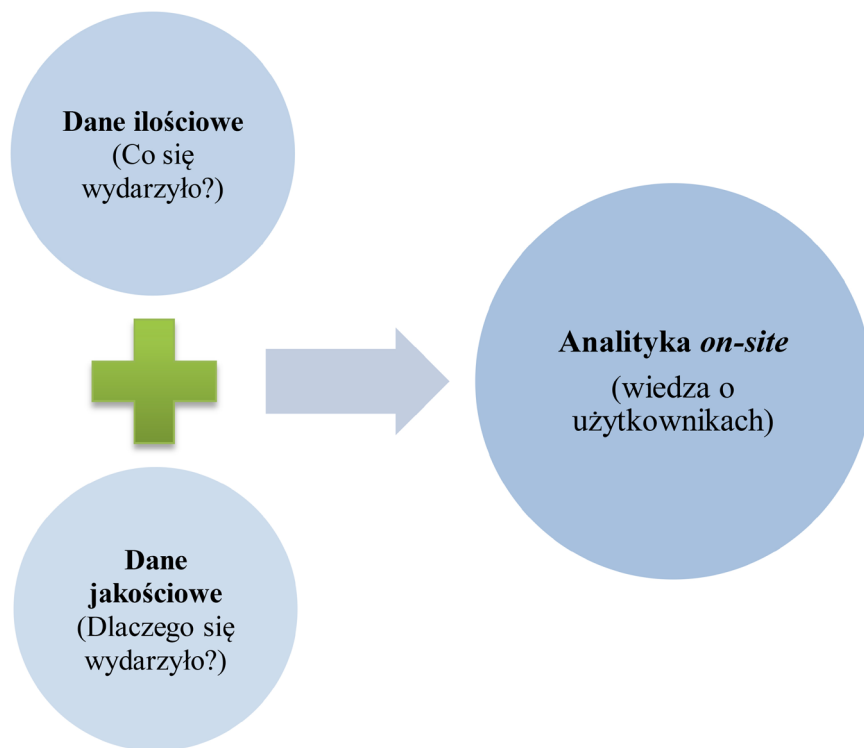 Dane ilościowe
(Co się
wydarzyło?)
Analityka on-site
(wiedza o
użytkownikach)
Dane
jakościowe
(Dlaczego się
wydarzyło?)